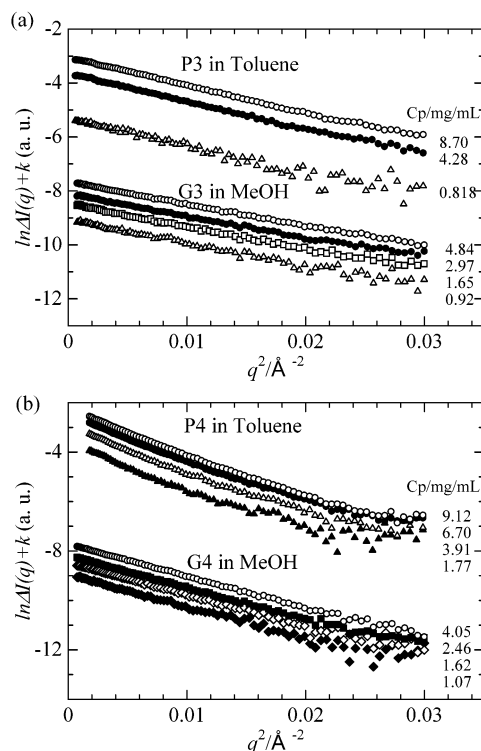 (a)
P3 in Toluene
Cp/mg/mL
8.70
4.28
0.818
G3 in MeOH
4.84
2.97
1.65
0.92
-2
-4
-6
-8
-10
-12
lnΔI(q)+k (a. u.)
0 0.01 0.02 0.03
q²/Å⁻²
(b)
P4 in Toluene
Cp/mg/mL
9.12
6.70
3.91
1.77
G4 in MeOH
4.05
2.46
1.62
1.07
-4
-8
-12
lnΔI(q)+k (a. u.)
0 0.01 0.02 0.03
q²/Å⁻²